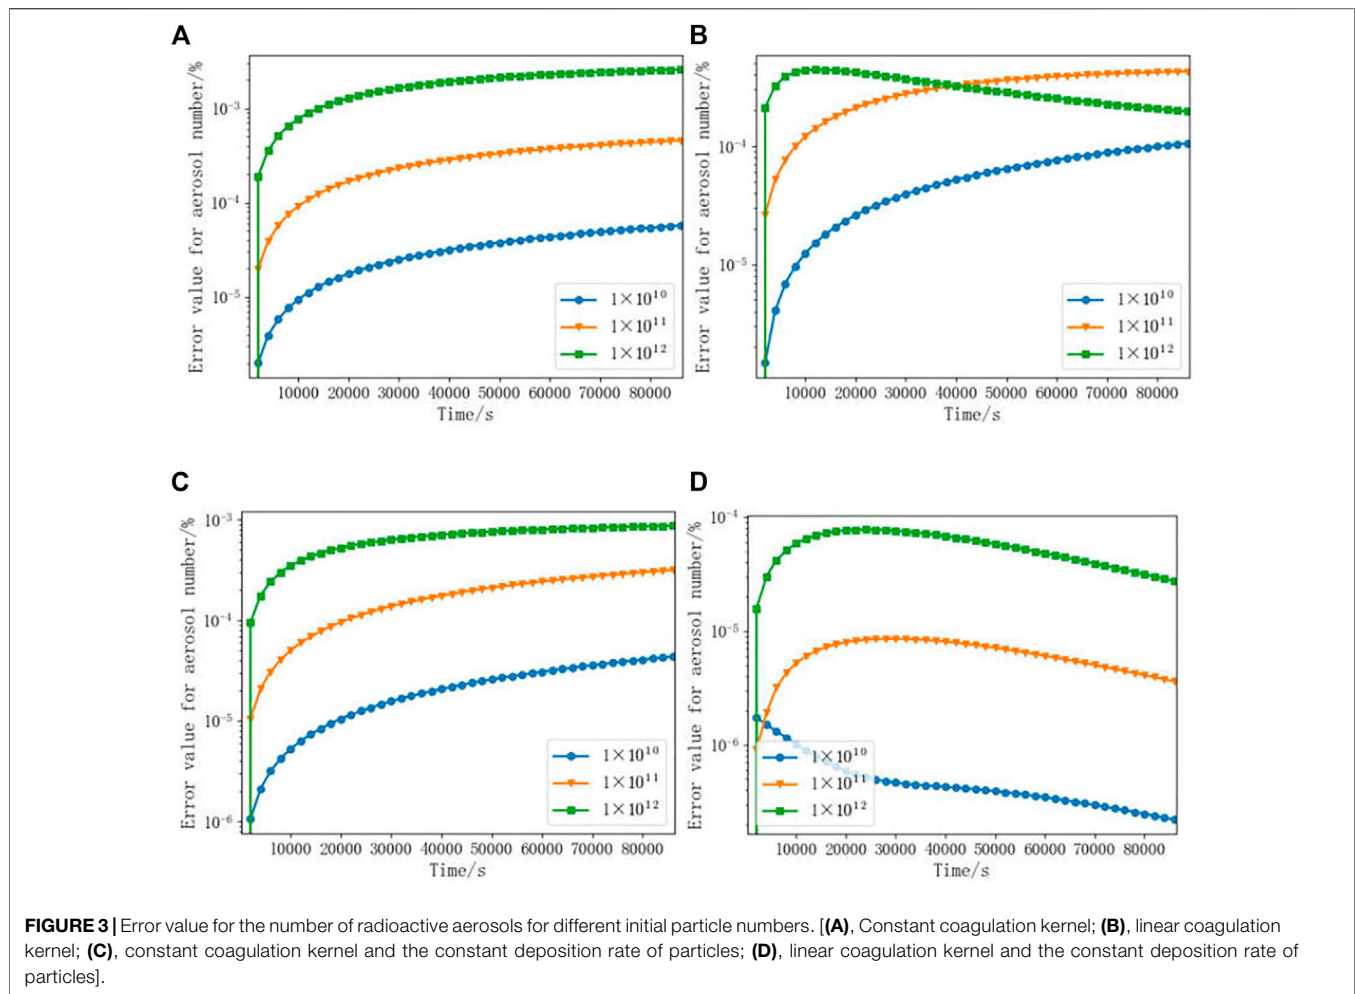 A
Error value for aerosol number/%
10⁻³
10⁻⁴
10⁻⁵
1×10¹⁰
1×10¹¹
1×10¹²
10000 20000 30000 40000 50000 60000 70000 80000
Time/s
B
Error value for aerosol number/%
10⁻⁴
10⁻⁵
1×10¹⁰
1×10¹¹
1×10¹²
10000 20000 30000 40000 50000 60000 70000 80000
Time/s
C
Error value for aerosol number/%
10⁻³
10⁻⁴
10⁻⁵
10⁻⁶
1×10¹⁰
1×10¹¹
1×10¹²
10000 20000 30000 40000 50000 60000 70000 80000
Time/s
D
Error value for aerosol number/%
10⁻⁴
10⁻⁵
10⁻⁶
1×10¹⁰
1×10¹¹
1×10¹²
10000 20000 30000 40000 50000 60000 70000 80000
Time/s
FIGURE 3 | Error value for the number of radioactive aerosols for different initial particle numbers. [(A), Constant coagulation kernel; (B), linear coagulation
kernel; (C), constant coagulation kernel and the constant deposition rate of particles; (D), linear coagulation kernel and the constant deposition rate of
particles].